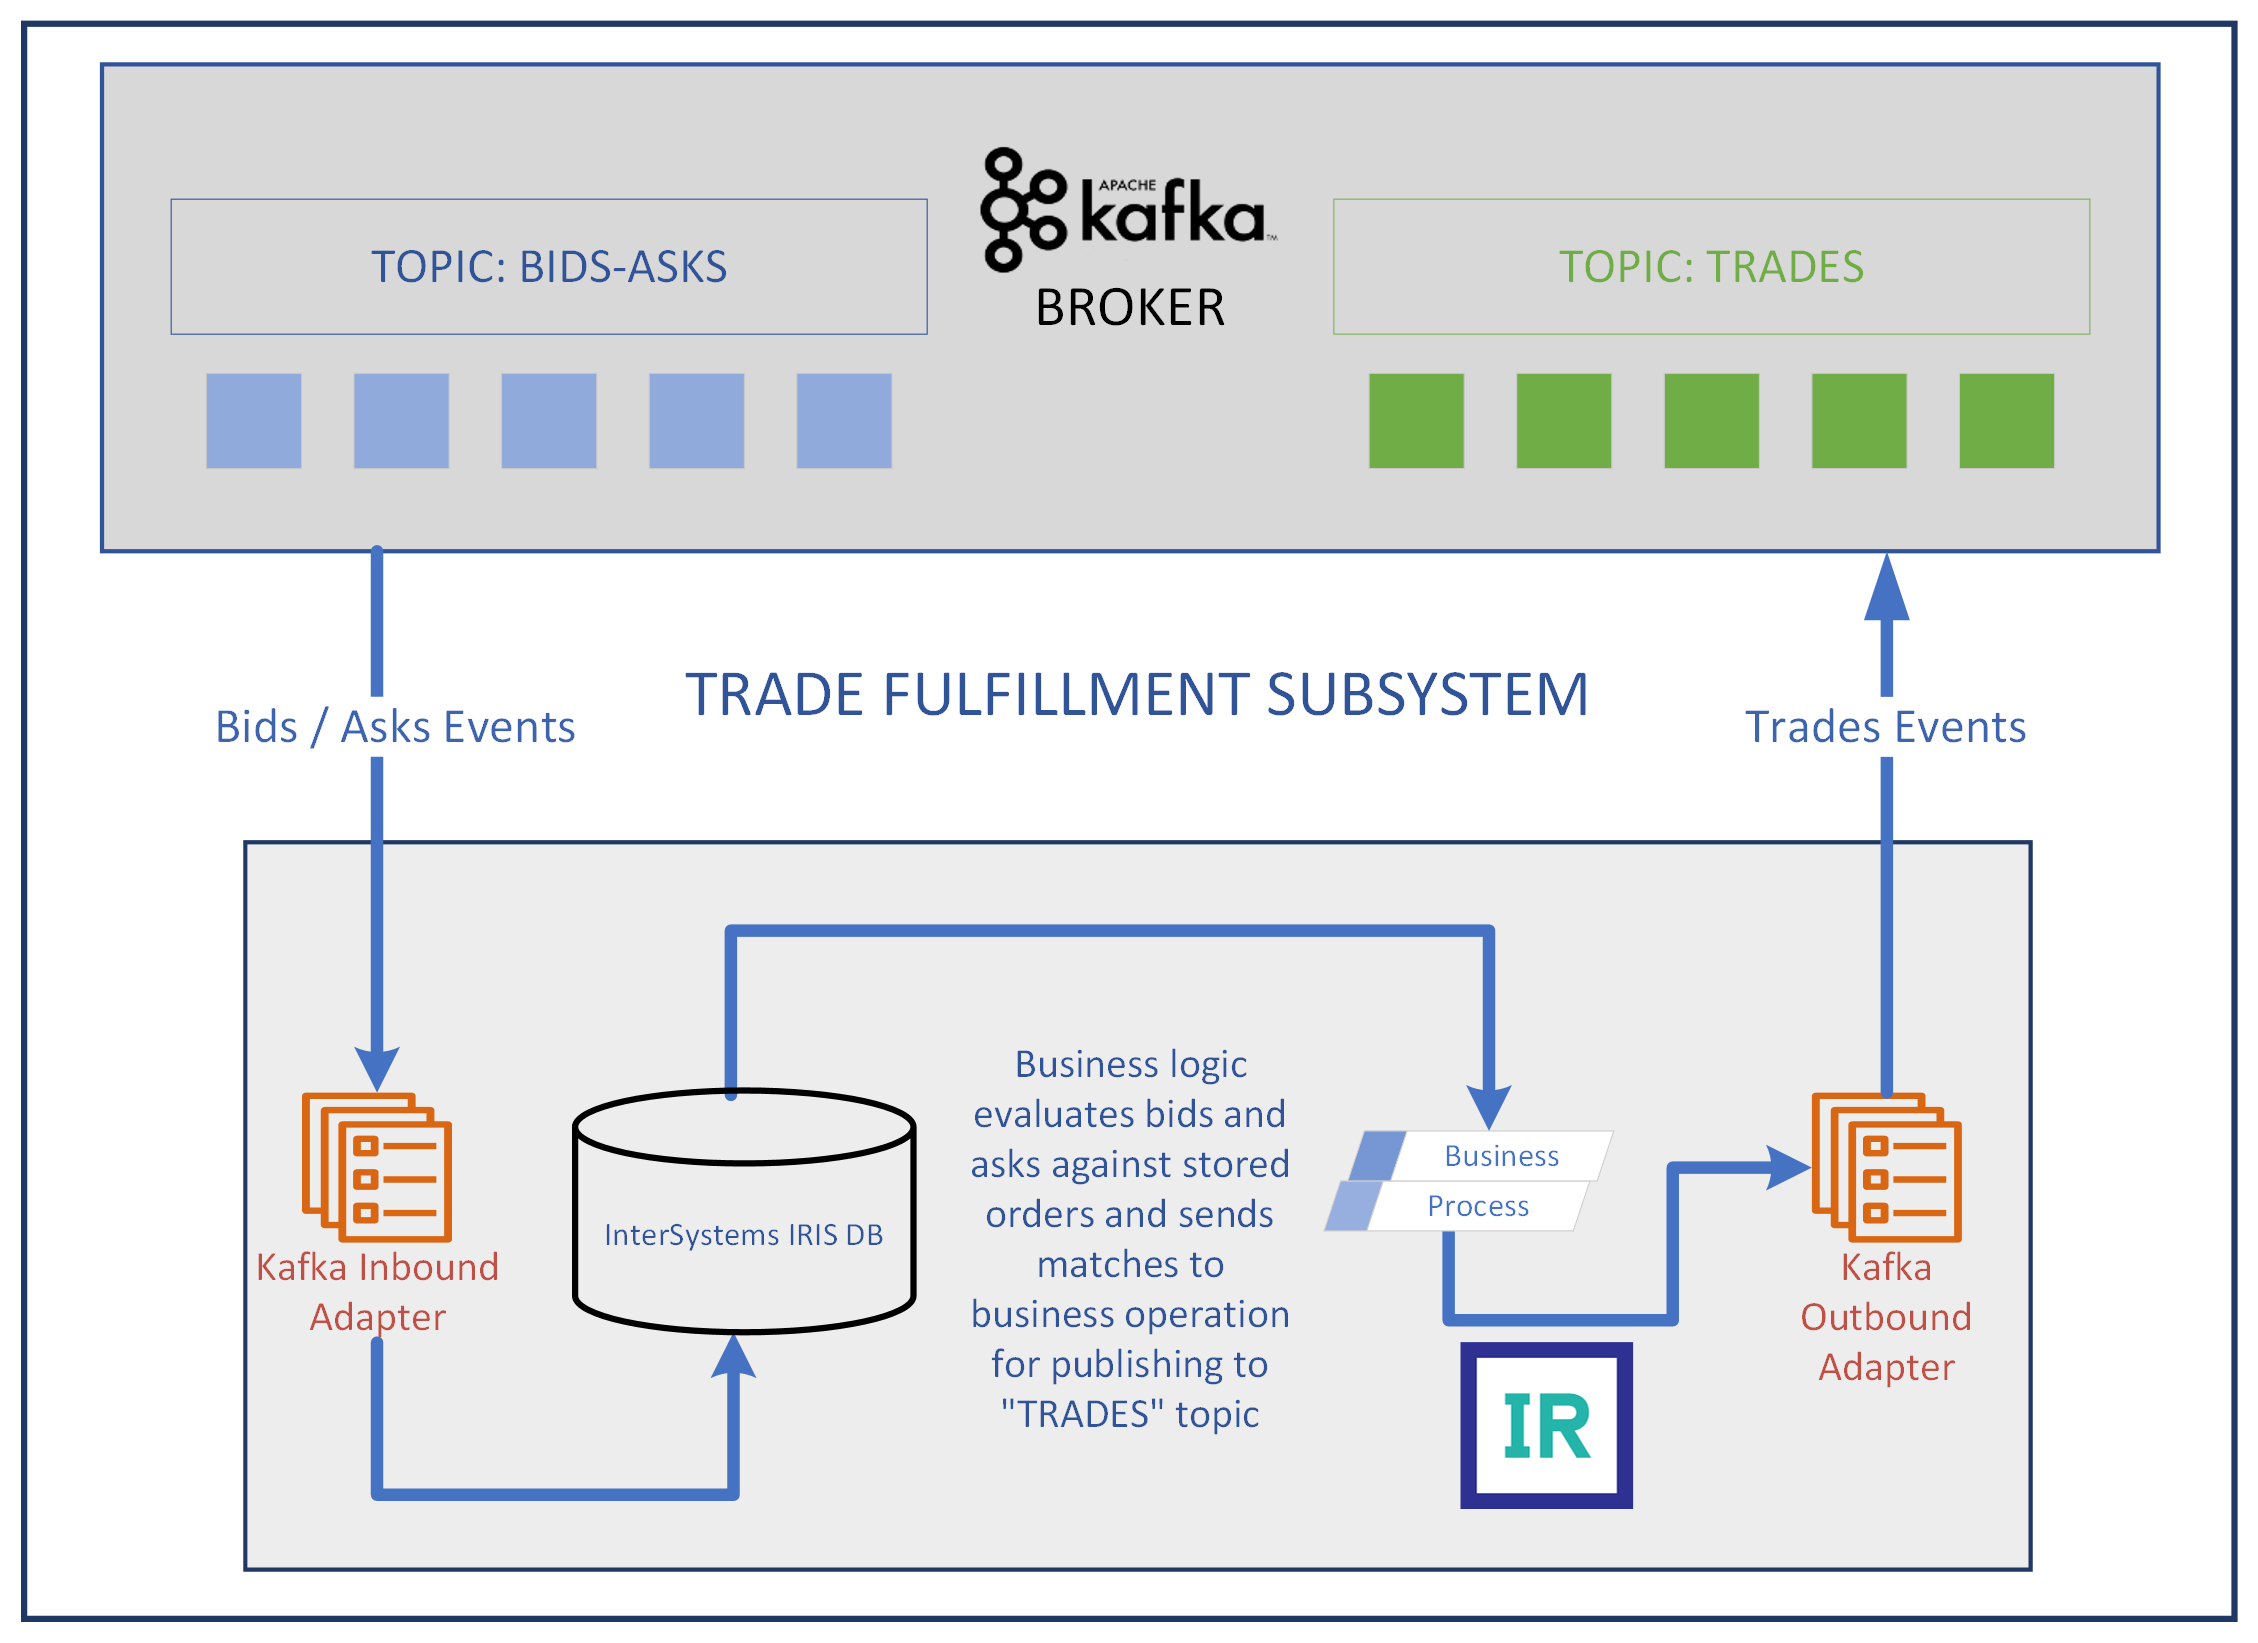 APACHE
kafka
TM
BROKER
TOPIC: BIDS-ASKS
TOPIC: TRADES
TRADE FULFILLMENT SUBSYSTEM
Bids / Asks Events
Trades Events
Kafka Inbound
Adapter
InterSystems IRIS DB
Business logic
evaluates bids and
asks against stored
orders and sends
matches to
business operation
for publishing to
"TRADES" topic
Business
Process
IR
Kafka
Outbound
Adapter